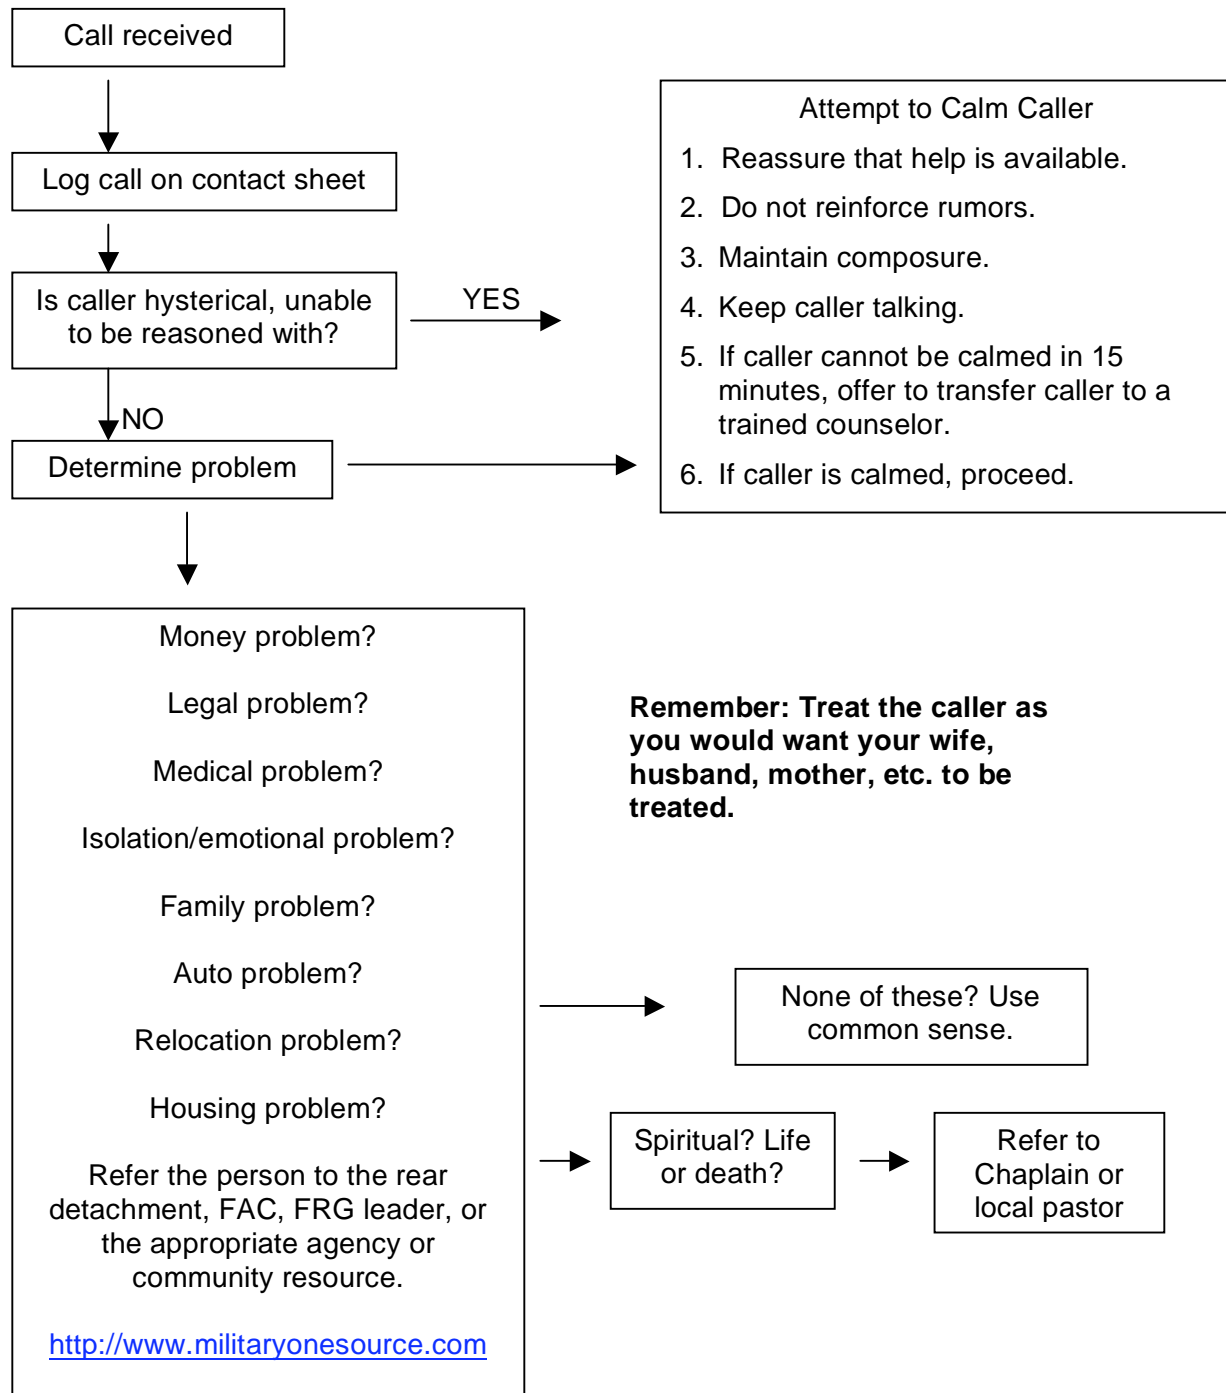 Call received
Log call on contact sheet
Is caller hysterical, unable
to be reasoned with?
YES
NO
Determine problem
Attempt to Calm Caller
1. Reassure that help is available.
2. Do not reinforce rumors.
3. Maintain composure.
4. Keep caller talking.
5. If caller cannot be calmed in 15
minutes, offer to transfer caller to a
trained counselor.
6. If caller is calmed, proceed.
Money problem?
Legal problem?
Medical problem?
Isolation/emotional problem?
Family problem?
Auto problem?
Relocation problem?
Housing problem?
Refer the person to the rear
detachment, FAC, FRG leader, or
the appropriate agency or
community resource.
http://www.militaryonesource.com
Remember: Treat the caller as
you would want your wife,
husband, mother, etc. to be
treated.
None of these? Use
common sense.
Spiritual? Life
or death?
Refer to
Chaplain or
local pastor